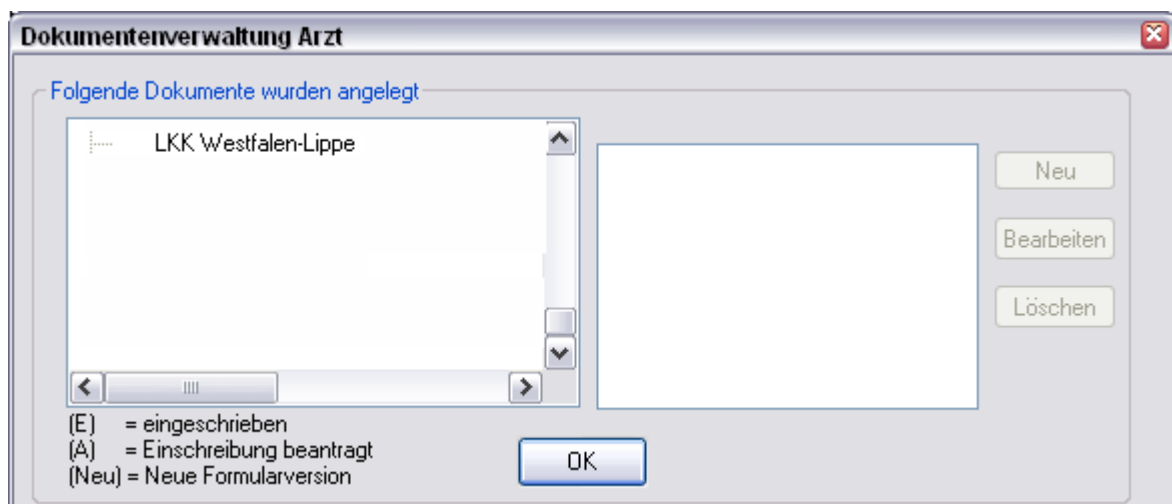 Dokumentenverwaltung Arzt
Folgende Dokumente wurden angelegt
LKK Westfalen-Lippe
Neu
Bearbeiten
Löschen
(E) = eingeschrieben
(A) = Einschreibung beantragt
(Neu) = Neue Formularversion
OK